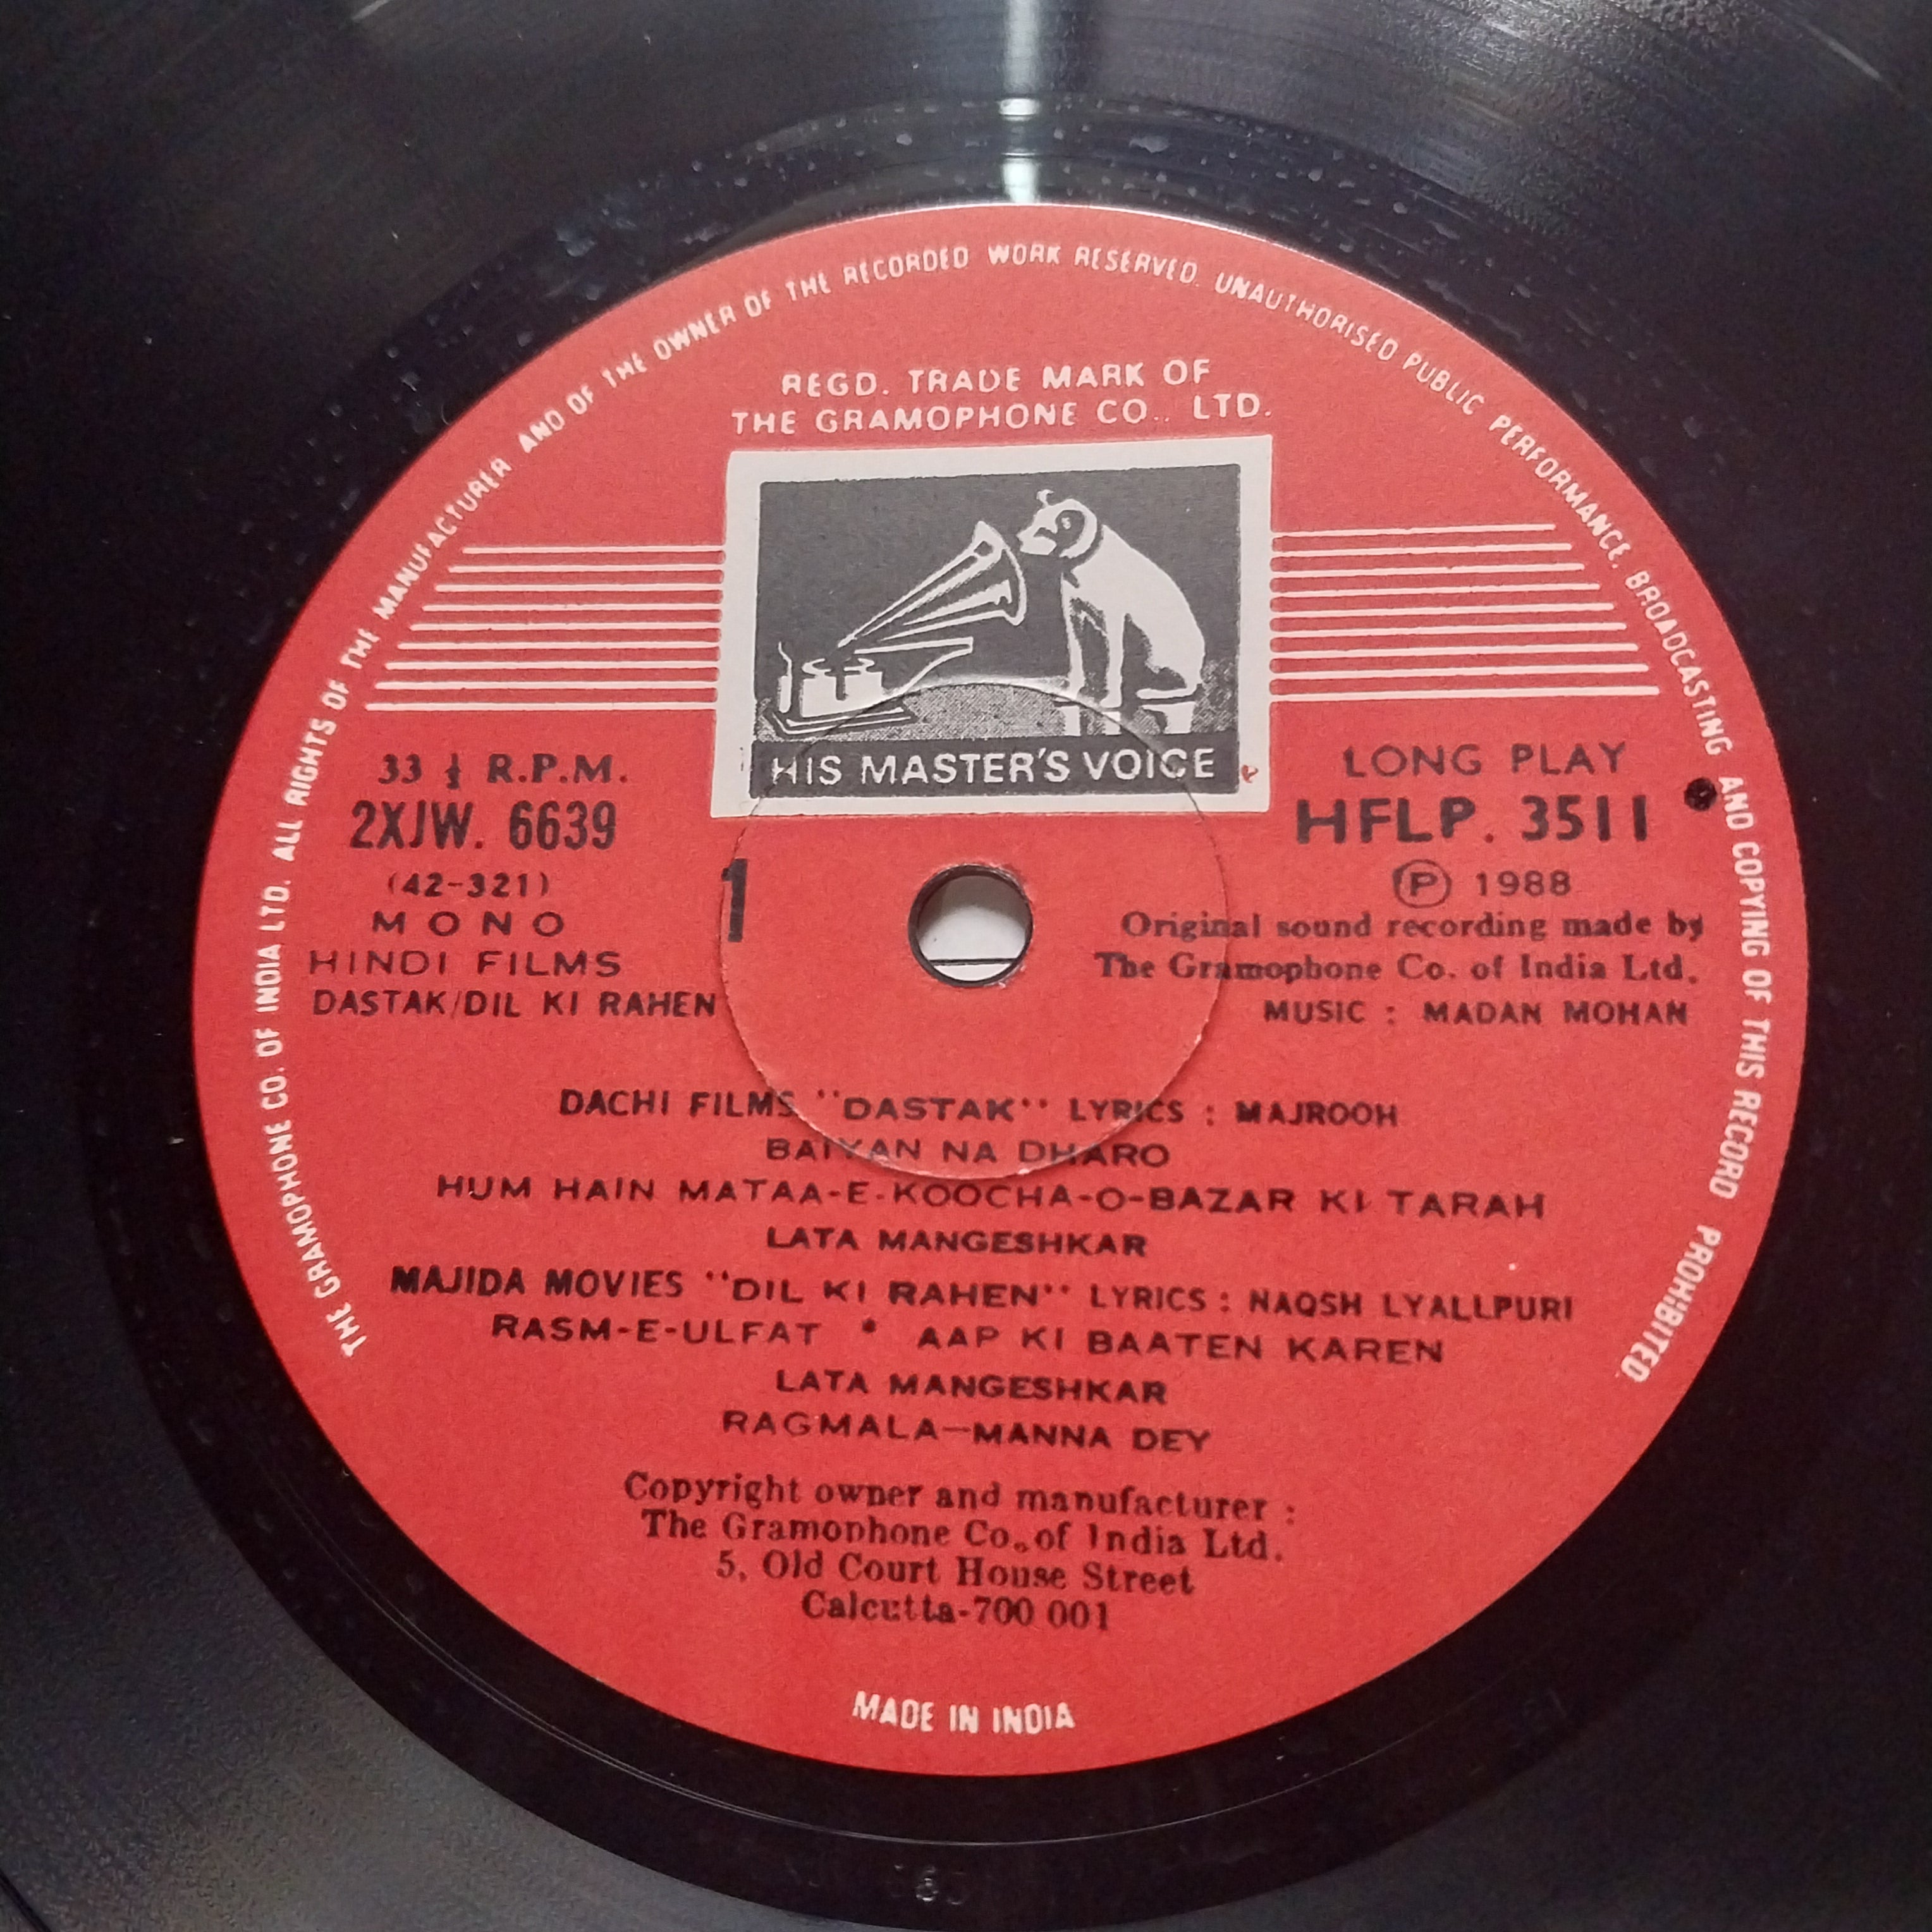 THE GRAMOPHONE CO. OF INDIA LTD. ALL RIGHTS OF THE MANUFACTURER AND OF THE OWNER OF THE RECORDED WORK RESERVED. UNAUTHORISED PUBLIC PERFORMANCE, BROADCASTING AND COPYING OF THIS RECORD PROHIBITED
REGD. TRADE MARK OF
THE GRAMOPHONE CO., LTD.
HIS MASTER'S VOICE
33 ⅓ R.P.M.
2XJW. 6639
(42-321)
MONO
HINDI FILMS
DASTAK/DIL KI RAHEN
1
LONG PLAY
HFLP. 3511
Ⓟ 1988
Original sound recording made by
The Gramophone Co. of India Ltd.
MUSIC : MADAN MOHAN
DACHI FILMS "DASTAK" LYRICS : MAJROOH
BAIYAN NA DHARO
HUM HAIN MATAA-E-KOOCHA-O-BAZAR KI TARAH
LATA MANGESHKAR
MAJIDA MOVIES "DIL KI RAHEN" LYRICS : NAQSH LYALLPURI
RASM-E-ULFAT * AAP KI BAATEN KAREN
LATA MANGESHKAR
RAGMALA—MANNA DEY
Copyright owner and manufacturer :
The Gramophone Co. of India Ltd.
5, Old Court House Street
Calcutta-700 001
MADE IN INDIA